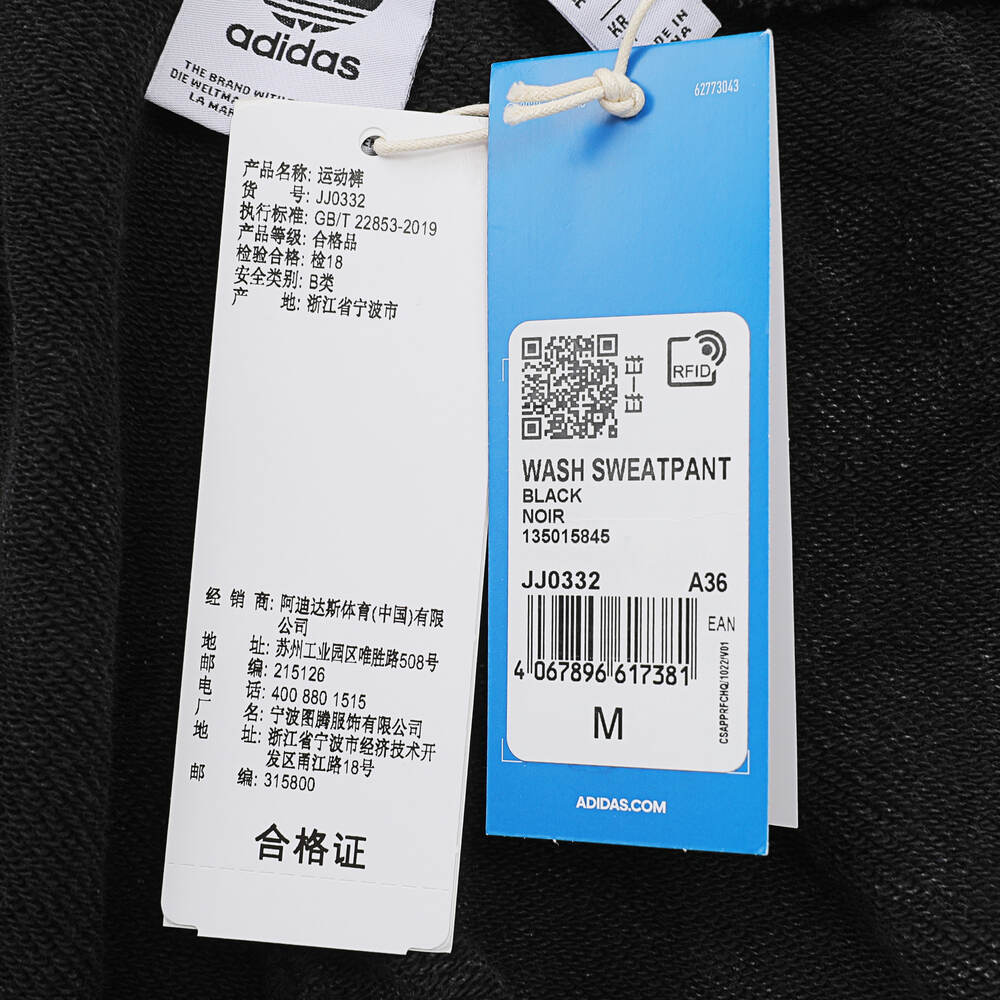 adidas
THE BRAND WITH
DIE WELTMA
LA MAR
KR
DE IN
MA
62773043
产品名称: 运动裤
货 号: JJ0332
执行标准: GB/T 22853-2019
产品等级: 合格品
检验合格: 检18
安全类别: B类
产 地: 浙江省宁波市
经 销 商: 阿迪达斯体育(中国)有限
公司
地 址: 苏州工业园区唯胜路508号
邮 编: 215126
电 话: 400 880 1515
厂 名: 宁波图腾服饰有限公司
地 址: 浙江省宁波市经济技术开
发区甬江路18号
邮 编: 315800
合格证
扫一扫
RFID
WASH SWEATPANT
BLACK
NOIR
135015845
JJ0332 A36
EAN
4 067896 617381
M
CSAPPRFCHQ/1022/V01
ADIDAS.COM